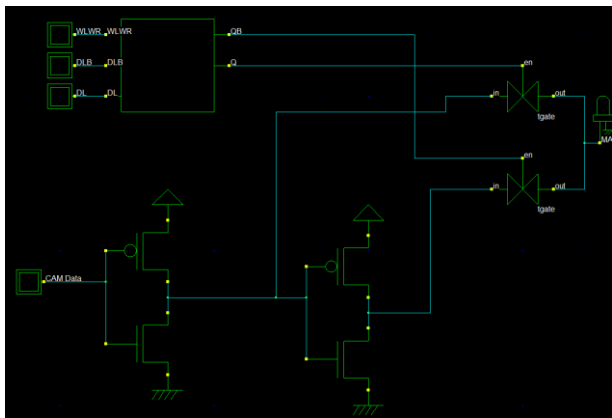 WLWR WLWR QB
DLB DLB Q en
DL DL in out
tgate
en
in out
tgate
CAM Data